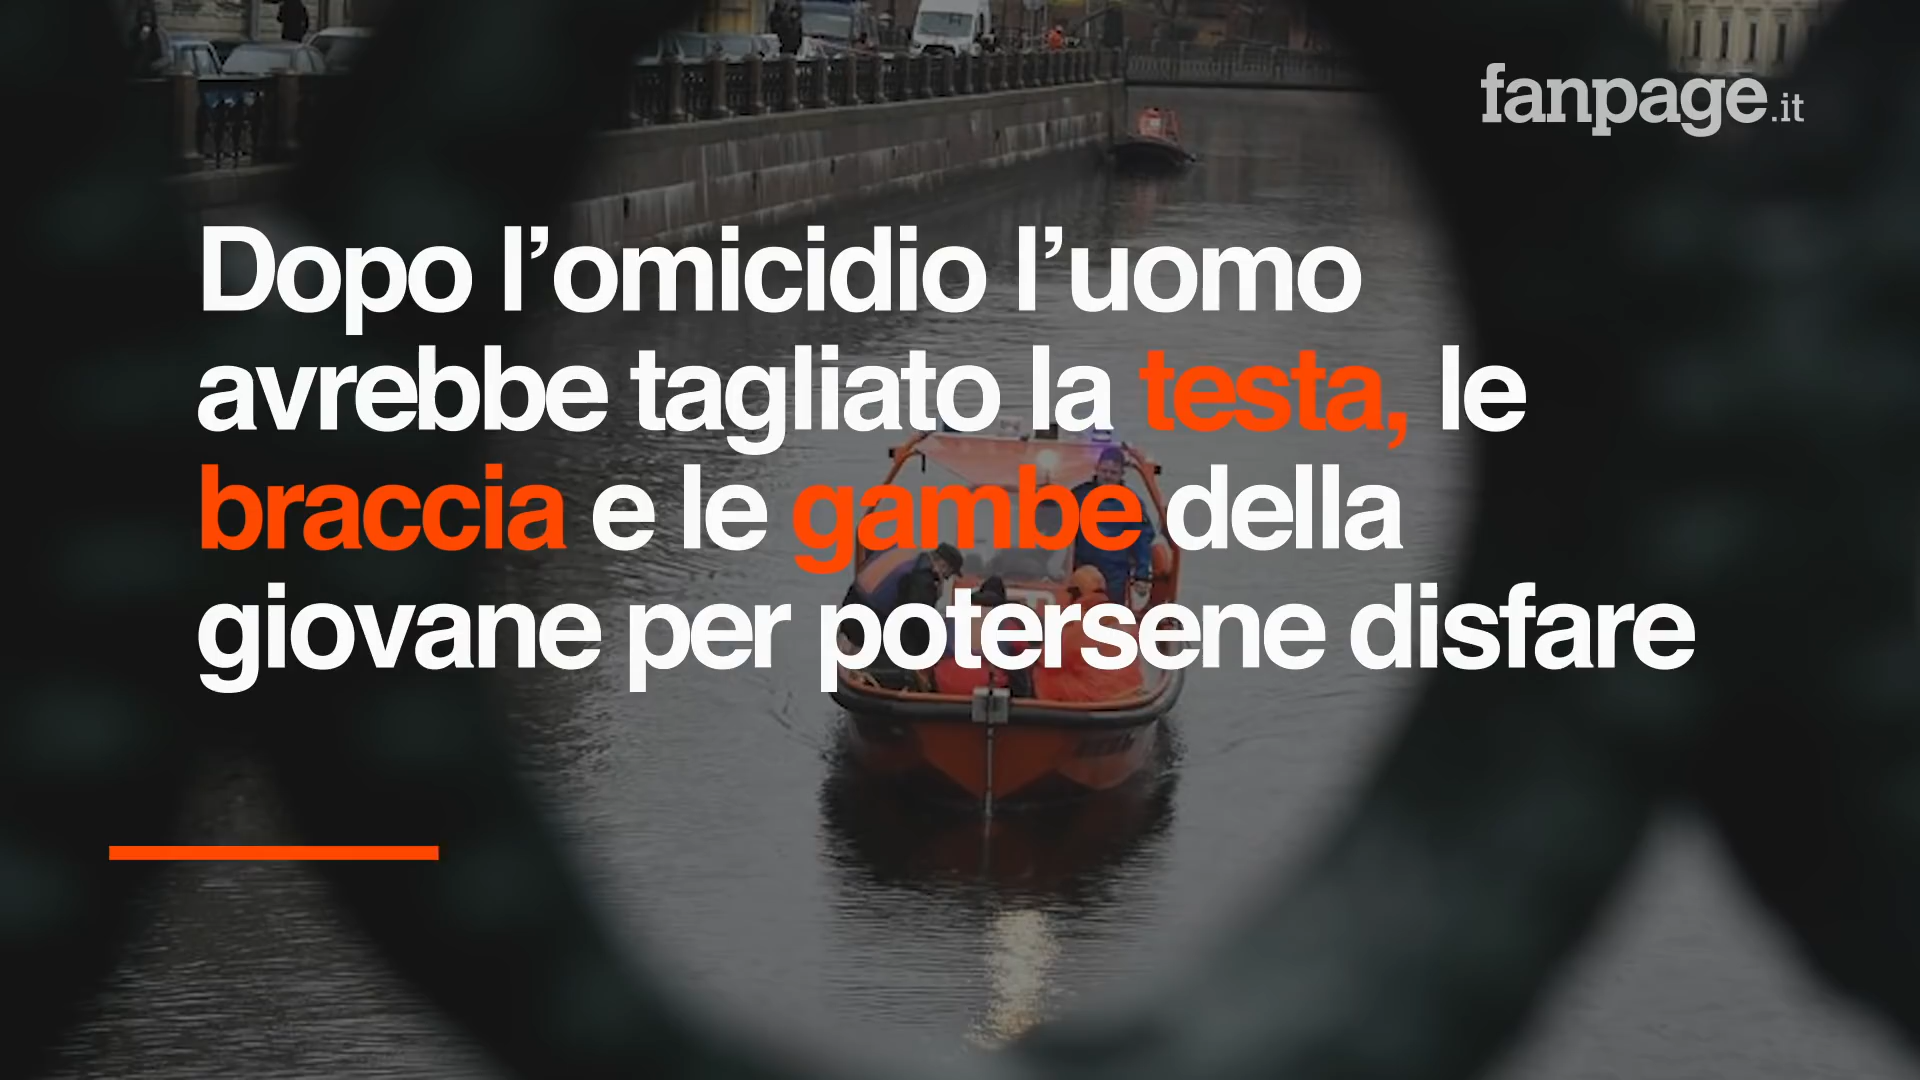 fanpage.it
Dopo l’omicidio l’uomo
avrebbe tagliato la testa, le
braccia e le gambe della
giovane per potersene disfare